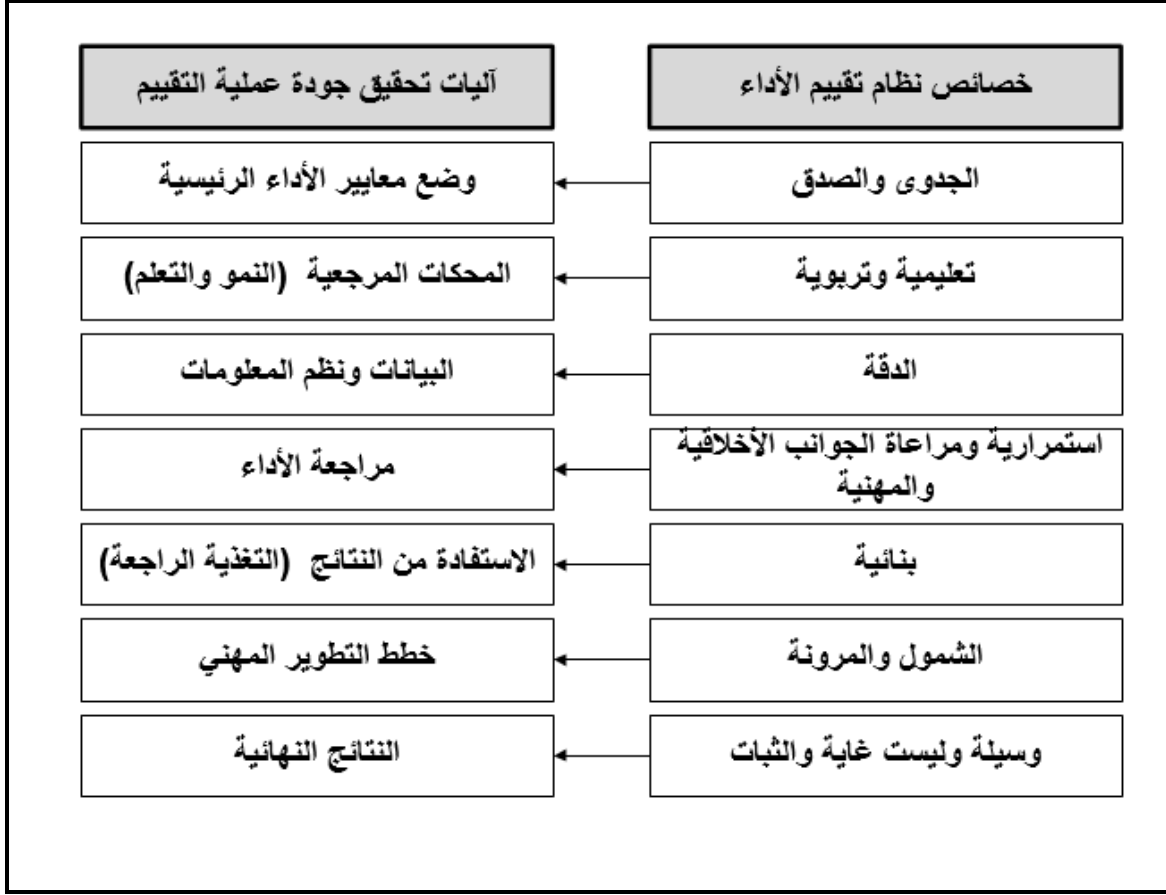 خصائص نظام تقييم الأداء
آليات تحقيق جودة عملية التقييم
الجدوى والصدق
وضع معايير الأداء الرئيسية
تعليمية وتربوية
المحكات المرجعية (النمو والتعلم)
الدقة
البيانات ونظم المعلومات
استمرارية ومراعاة الجوانب الأخلاقية
والمهنية
مراجعة الأداء
بنائية
الاستفادة من النتائج (التغذية الراجعة)
الشمول والمرونة
خطط التطوير المهني
وسيلة وليست غاية والثبات
النتائج النهائية